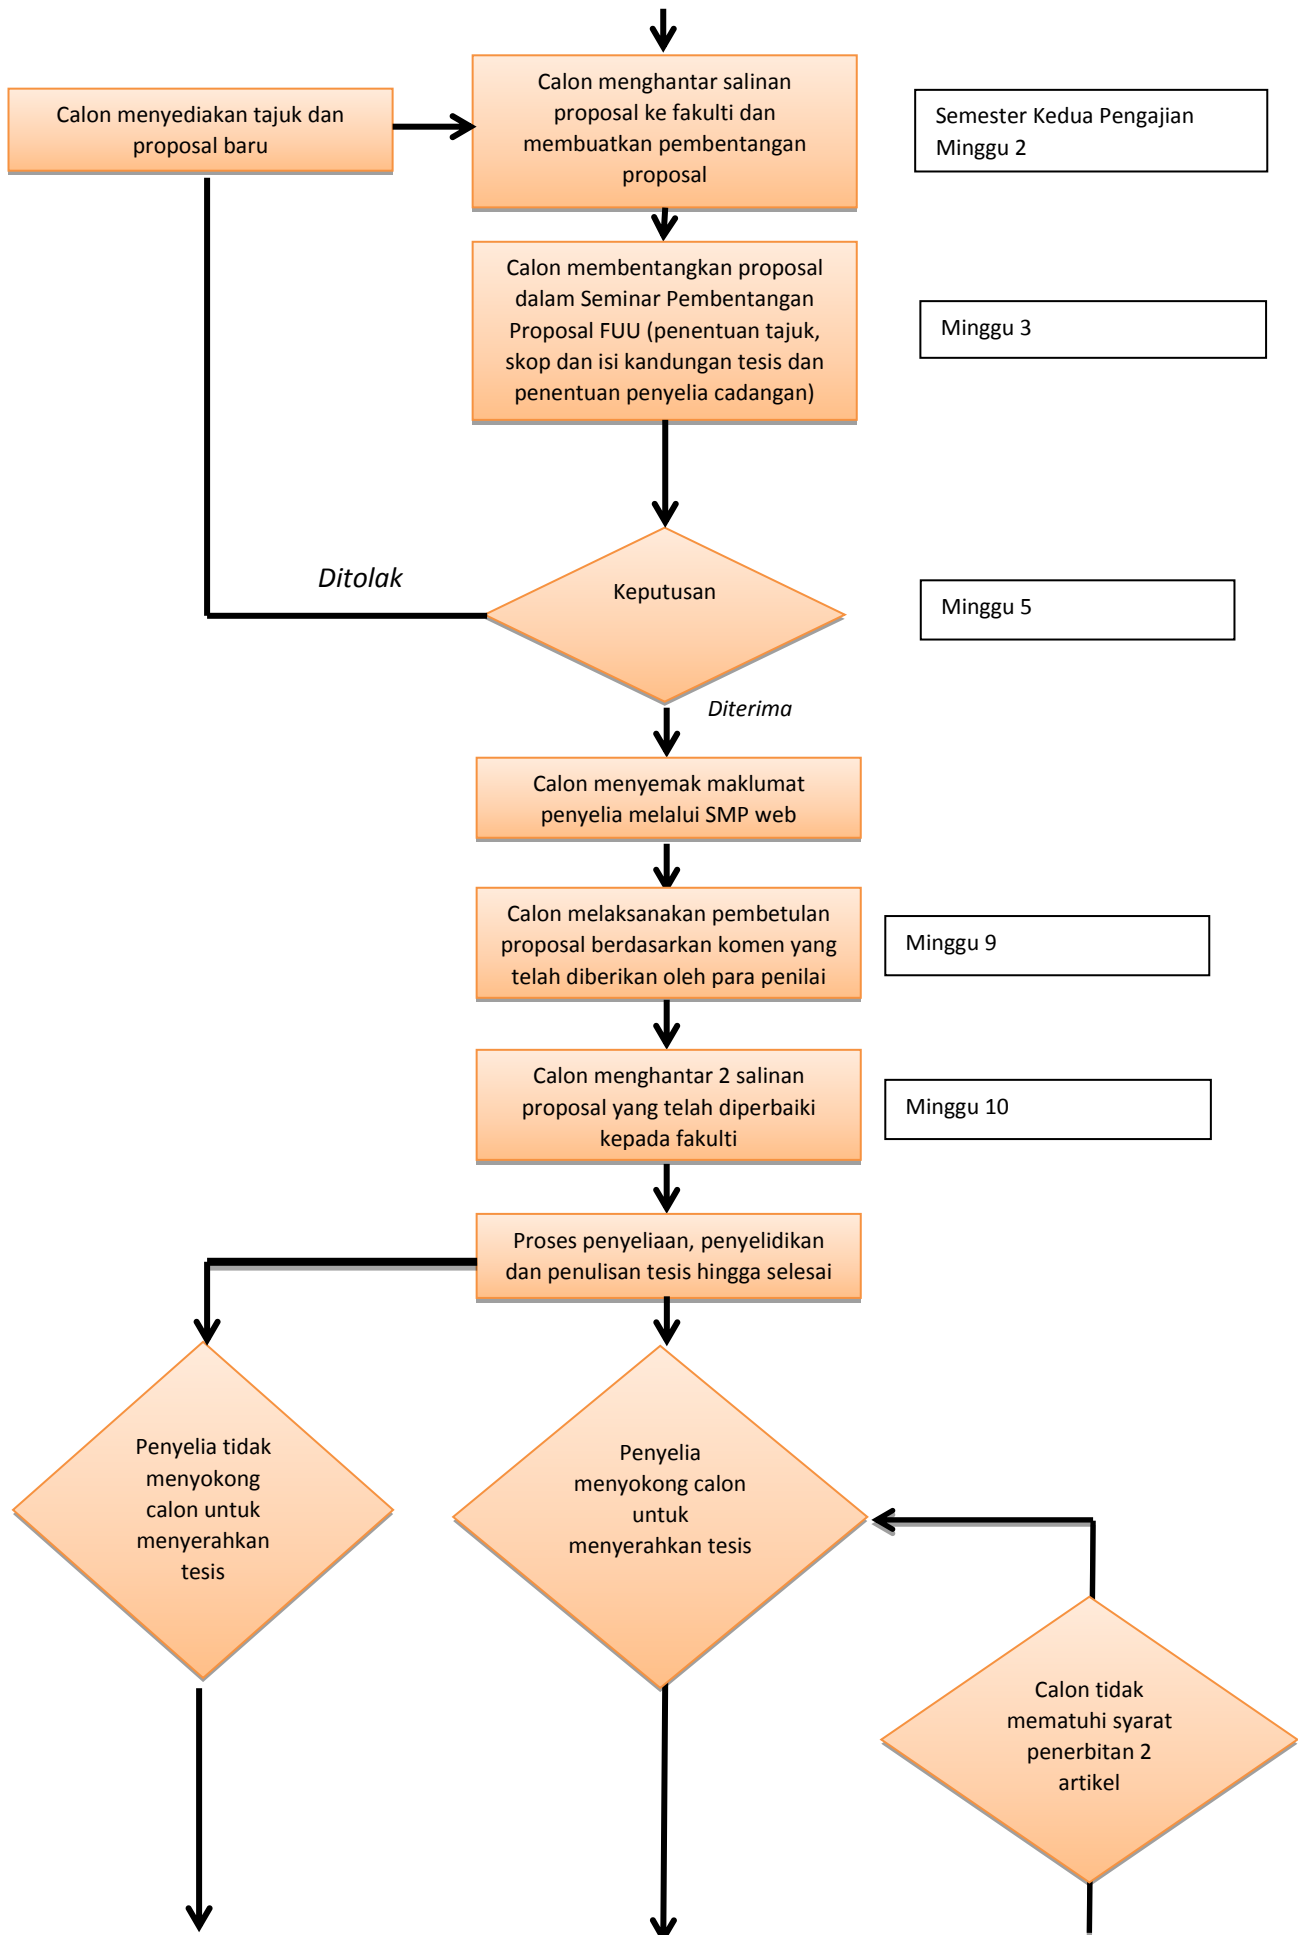 Calon menyediakan tajuk dan
proposal baru
Calon menghantar salinan
proposal ke fakulti dan
membuatkan pembentangan
proposal
Semester Kedua Pengajian
Minggu 2
Calon membentangkan proposal
dalam Seminar Pembentangan
Proposal FUU (penentuan tajuk,
skop dan isi kandungan tesis dan
penentuan penyelia cadangan)
Minggu 3
Ditolak
Keputusan
Minggu 5
Diterima
Calon menyemak maklumat
penyelia melalui SMP web
Calon melaksanakan pembetulan
proposal berdasarkan komen yang
telah diberikan oleh para penilai
Minggu 9
Calon menghantar 2 salinan
proposal yang telah diperbaiki
kepada fakulti
Minggu 10
Proses penyeliaan, penyelidikan
dan penulisan tesis hingga selesai
Penyelia tidak
menyokong
calon untuk
menyerahkan
tesis
Penyelia
menyokong calon
untuk
menyerahkan tesis
Calon tidak
mematuhi syarat
penerbitan 2
artikel